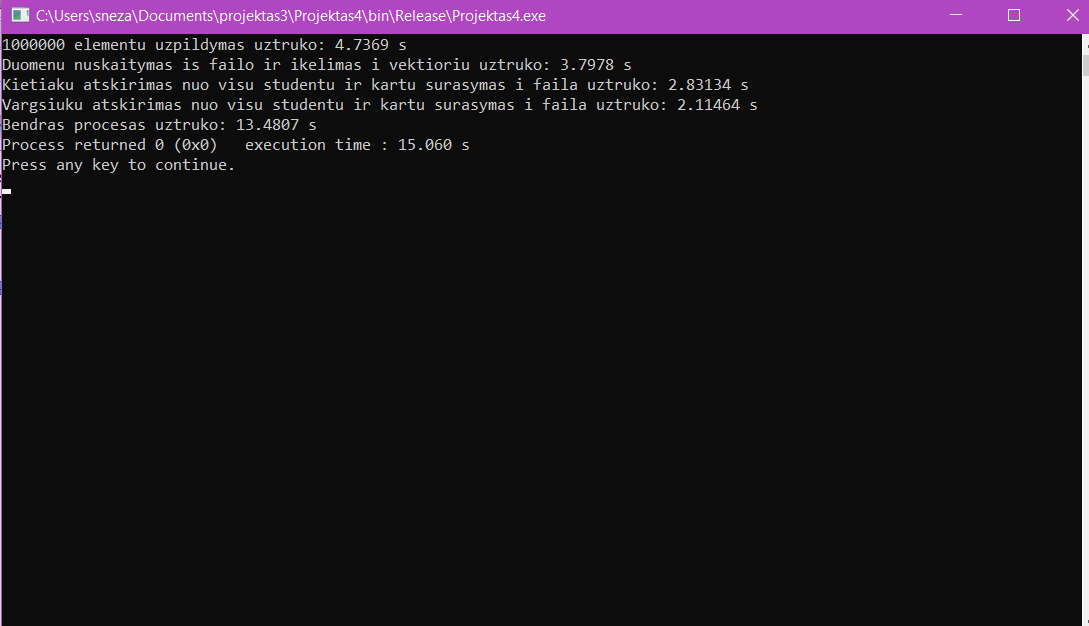 C:\Users\sneza\Documents\projektas3\Projektas4\bin\Release\Projektas4.exe
1000000 elementu uzpildymas uztruko: 4.7369 s
Duomenu nuskaitymas is failo ir ikelimas i vektioriu uztruko: 3.7978 s
Kietiaku atskirimas nuo visu studentu ir kartu surasymas i faila uztruko: 2.83134 s
Vargsiuku atskirimas nuo visu studentu ir kartu surasymas i faila uztruko: 2.11464 s
Bendras procesas uztruko: 13.4807 s
Process returned 0 (0x0)   execution time : 15.060 s
Press any key to continue.